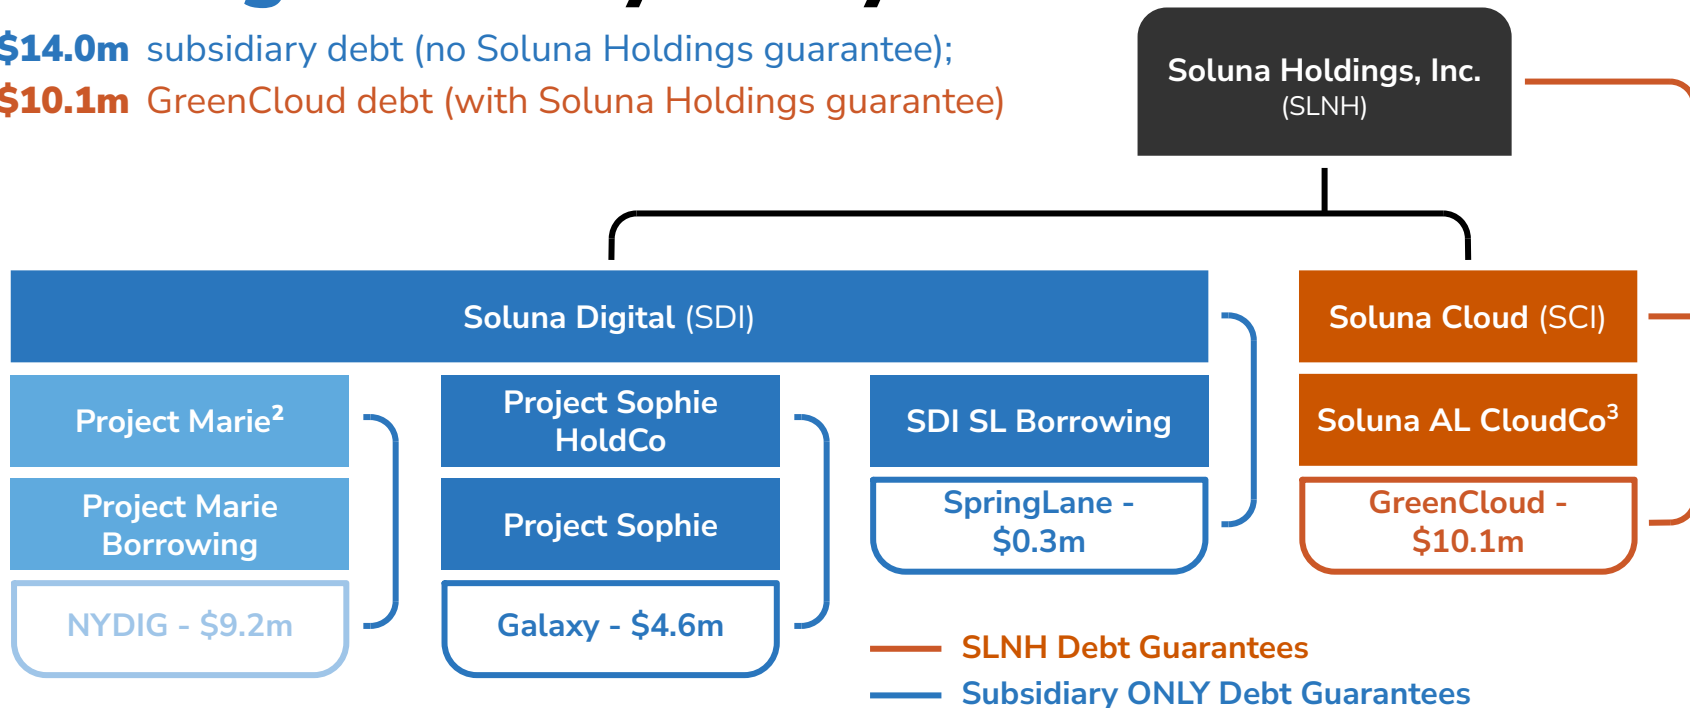 $14.0m subsidiary debt (no Soluna Holdings guarantee);
$10.1m GreenCloud debt (with Soluna Holdings guarantee)
Soluna Holdings, Inc.
(SLNH)
Soluna Digital (SDI)
Soluna Cloud (SCI)
Project Marie²
Project Sophie
HoldCo
SDI SL Borrowing
Soluna AL CloudCo³
Project Marie
Borrowing
Project Sophie
SpringLane -
$0.3m
GreenCloud -
$10.1m
NYDIG - $9.2m
Galaxy - $4.6m
SLNH Debt Guarantees
Subsidiary ONLY Debt Guarantees